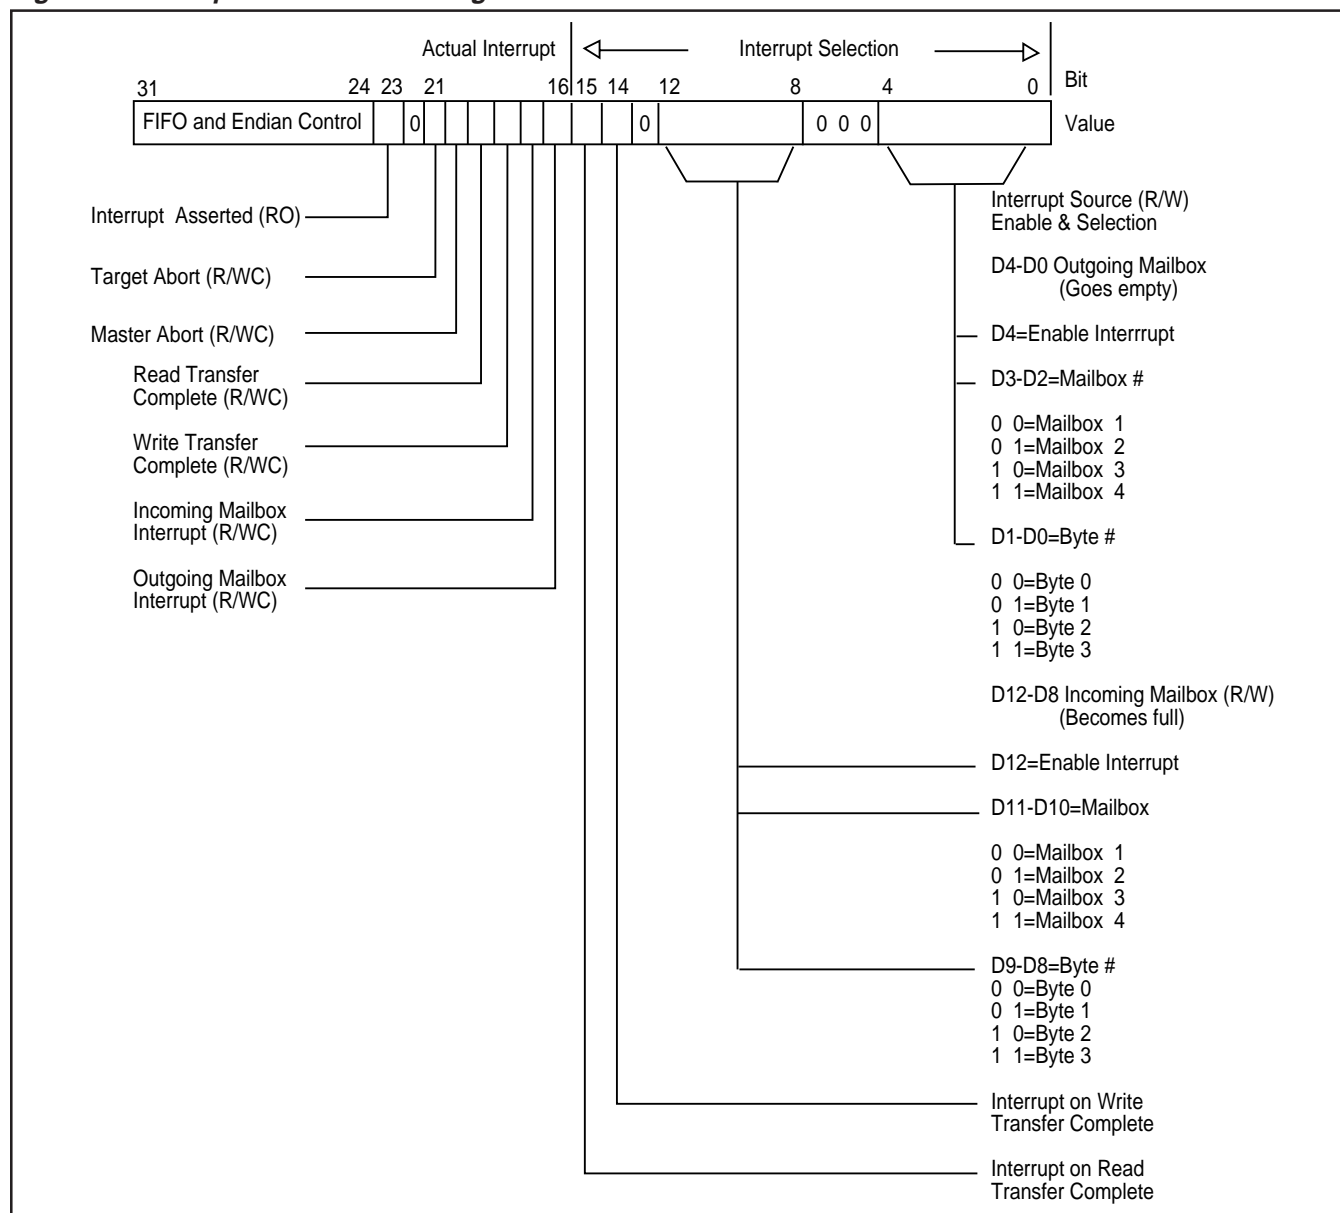 Actual Interrupt Interrupt Selection
31 24 23 21 16 15 14 12 8 4 0 Bit
FIFO and Endian Control 0 0 0 0 0 Value
Interrupt Asserted (RO)
Target Abort (R/WC)
Master Abort (R/WC)
Read Transfer
Complete (R/WC)
Write Transfer
Complete (R/WC)
Incoming Mailbox
Interrupt (R/WC)
Outgoing Mailbox
Interrupt (R/WC)
Interrupt Source (R/W)
Enable & Selection
D4-D0 Outgoing Mailbox
(Goes empty)
D4=Enable Interrrupt
D3-D2=Mailbox #
0 0=Mailbox 1
0 1=Mailbox 2
1 0=Mailbox 3
1 1=Mailbox 4
D1-D0=Byte #
0 0=Byte 0
0 1=Byte 1
1 0=Byte 2
1 1=Byte 3
D12-D8 Incoming Mailbox (R/W)
(Becomes full)
D12=Enable Interrupt
D11-D10=Mailbox
0 0=Mailbox 1
0 1=Mailbox 2
1 0=Mailbox 3
1 1=Mailbox 4
D9-D8=Byte #
0 0=Byte 0
0 1=Byte 1
1 0=Byte 2
1 1=Byte 3
Interrupt on Write
Transfer Complete
Interrupt on Read
Transfer Complete